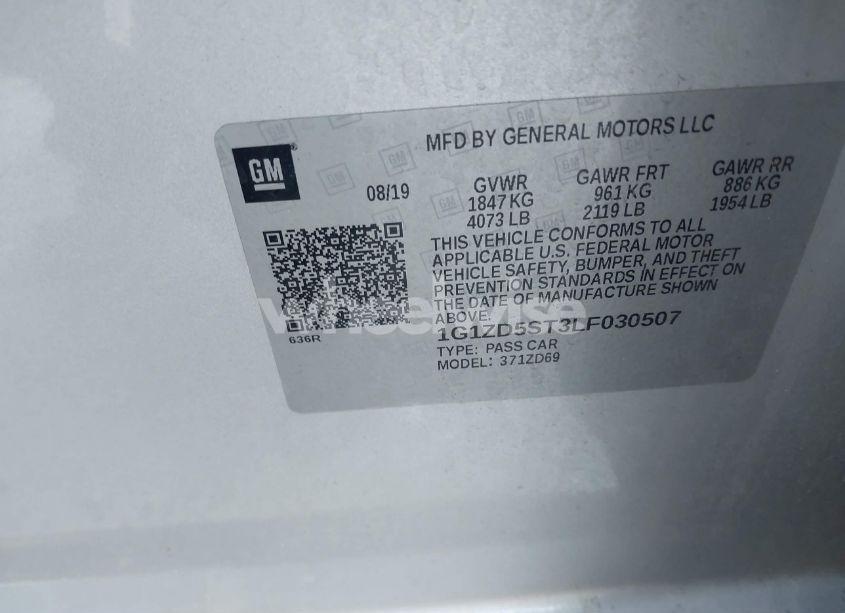 MFD BY GENERAL MOTORS LLC
GM
08/19
GVWR
1847 KG
4073 LB
GAWR FRT
961 KG
2119 LB
GAWR RR
886 KG
1954 LB
THIS VEHICLE CONFORMS TO ALL
APPLICABLE U.S. FEDERAL MOTOR
VEHICLE SAFETY, BUMPER, AND THEFT
PREVENTION STANDARDS IN EFFECT ON
THE DATE OF MANUFACTURE SHOWN
ABOVE.
1G1ZD5ST3LF030507
TYPE: PASS CAR
MODEL: 371ZD69
636R